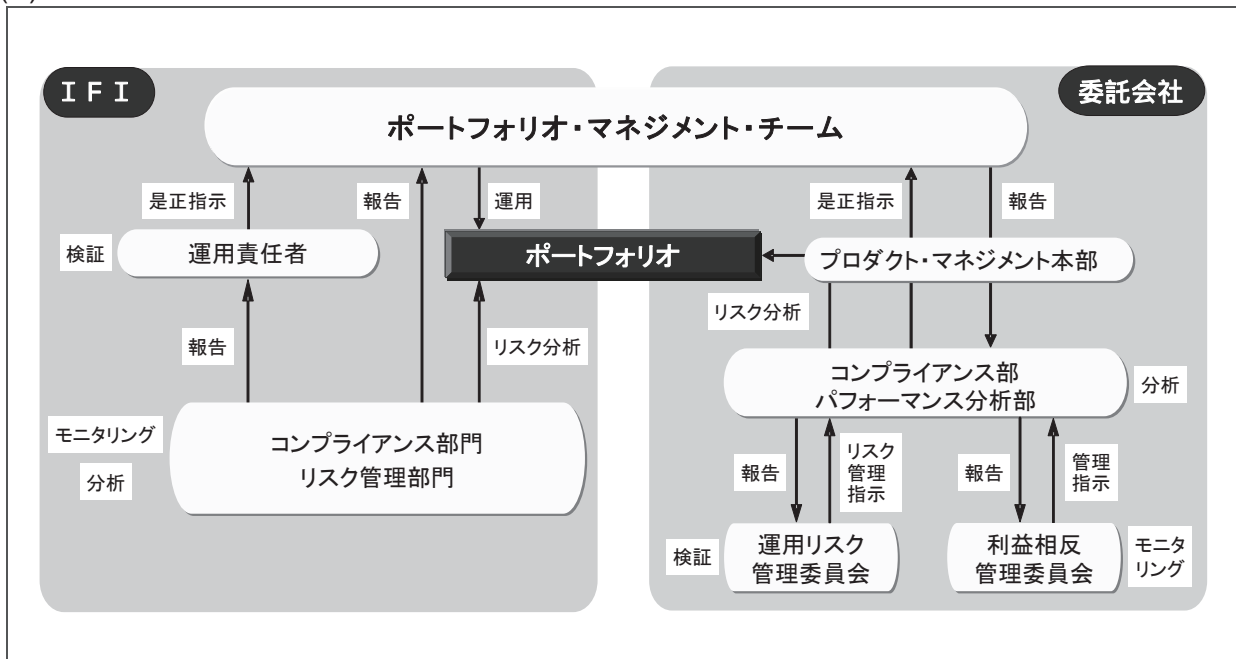 ＩＦＩ
委託会社
ポートフォリオ・マネジメント・チーム
是正指示
報告
運用
是正指示
報告
検証
運用責任者
ポートフォリオ
プロダクト・マネジメント本部
リスク分析
報告
リスク分析
コンプライアンス部
パフォーマンス分析部
分析
モニタリング
分析
コンプライアンス部門
リスク管理部門
報告
リスク
管理
指示
報告
管理
指示
検証
運用リスク
管理委員会
利益相反
管理委員会
モニタ
リング